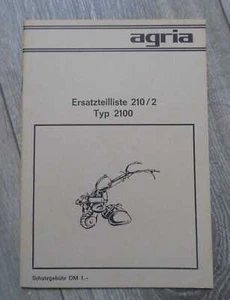 agria
Ersatzteilliste 210/2
Typ 2100
Schutzgebühr DM 1,-